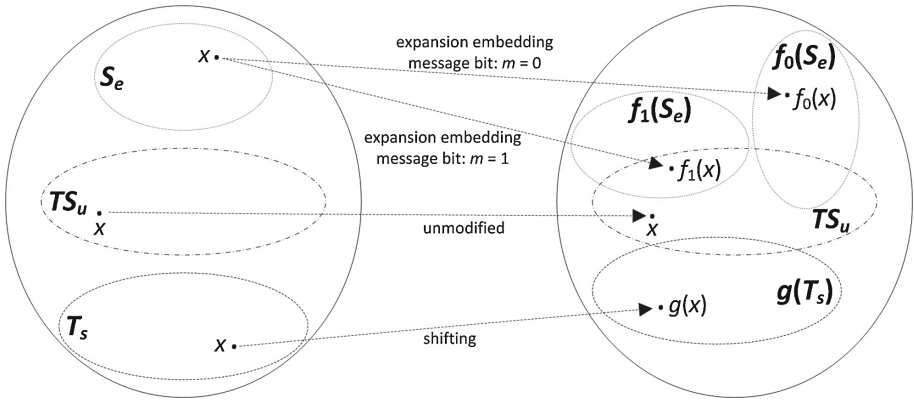 S_e
x
expansion embedding
message bit: m = 0
f_0(S_e)
f_0(x)
f_1(S_e)
expansion embedding
message bit: m = 1
f_1(x)
TS_u
x
unmodified
x
TS_u
T_s
x
shifting
g(x)
g(T_s)